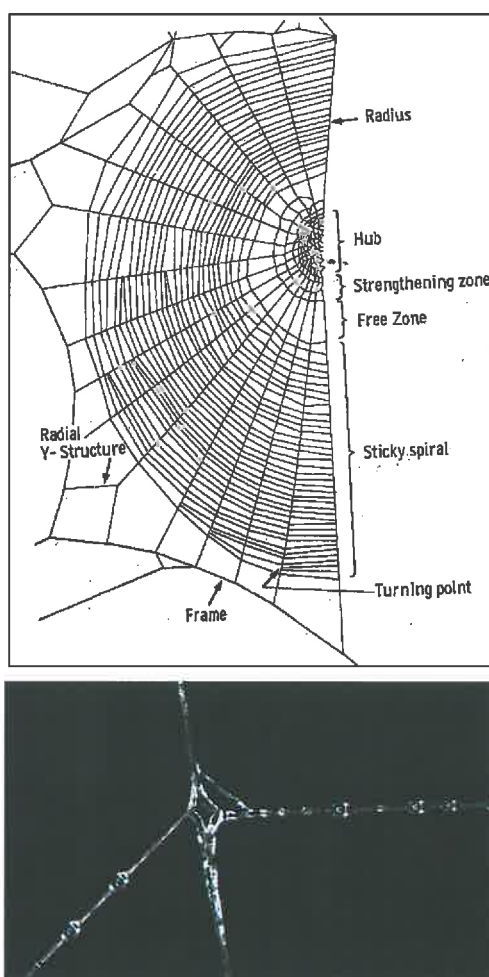 Radius
Hub
Strengthening zone
Free Zone
Radial
Y-Structure
Sticky spiral
Turning point
Frame